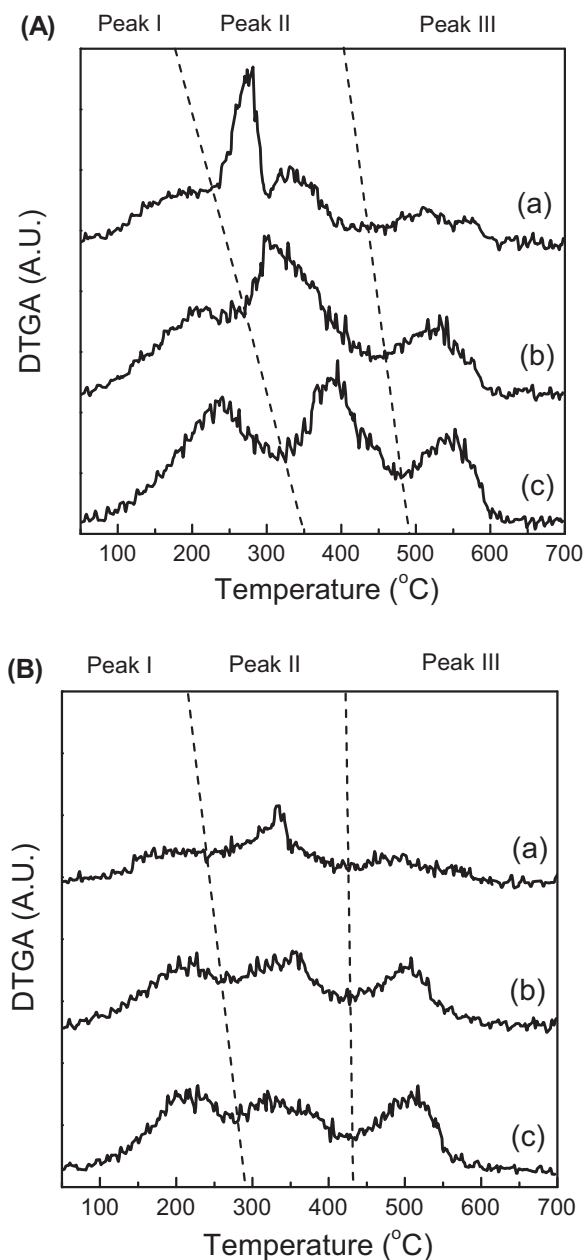 (A)
Peak I Peak II Peak III
(a)
(b)
(c)
DTGA (A.U.)
100 200 300 400 500 600 700
Temperature (°C)
(B)
Peak I Peak II Peak III
(a)
(b)
(c)
DTGA (A.U.)
100 200 300 400 500 600 700
Temperature (°C)